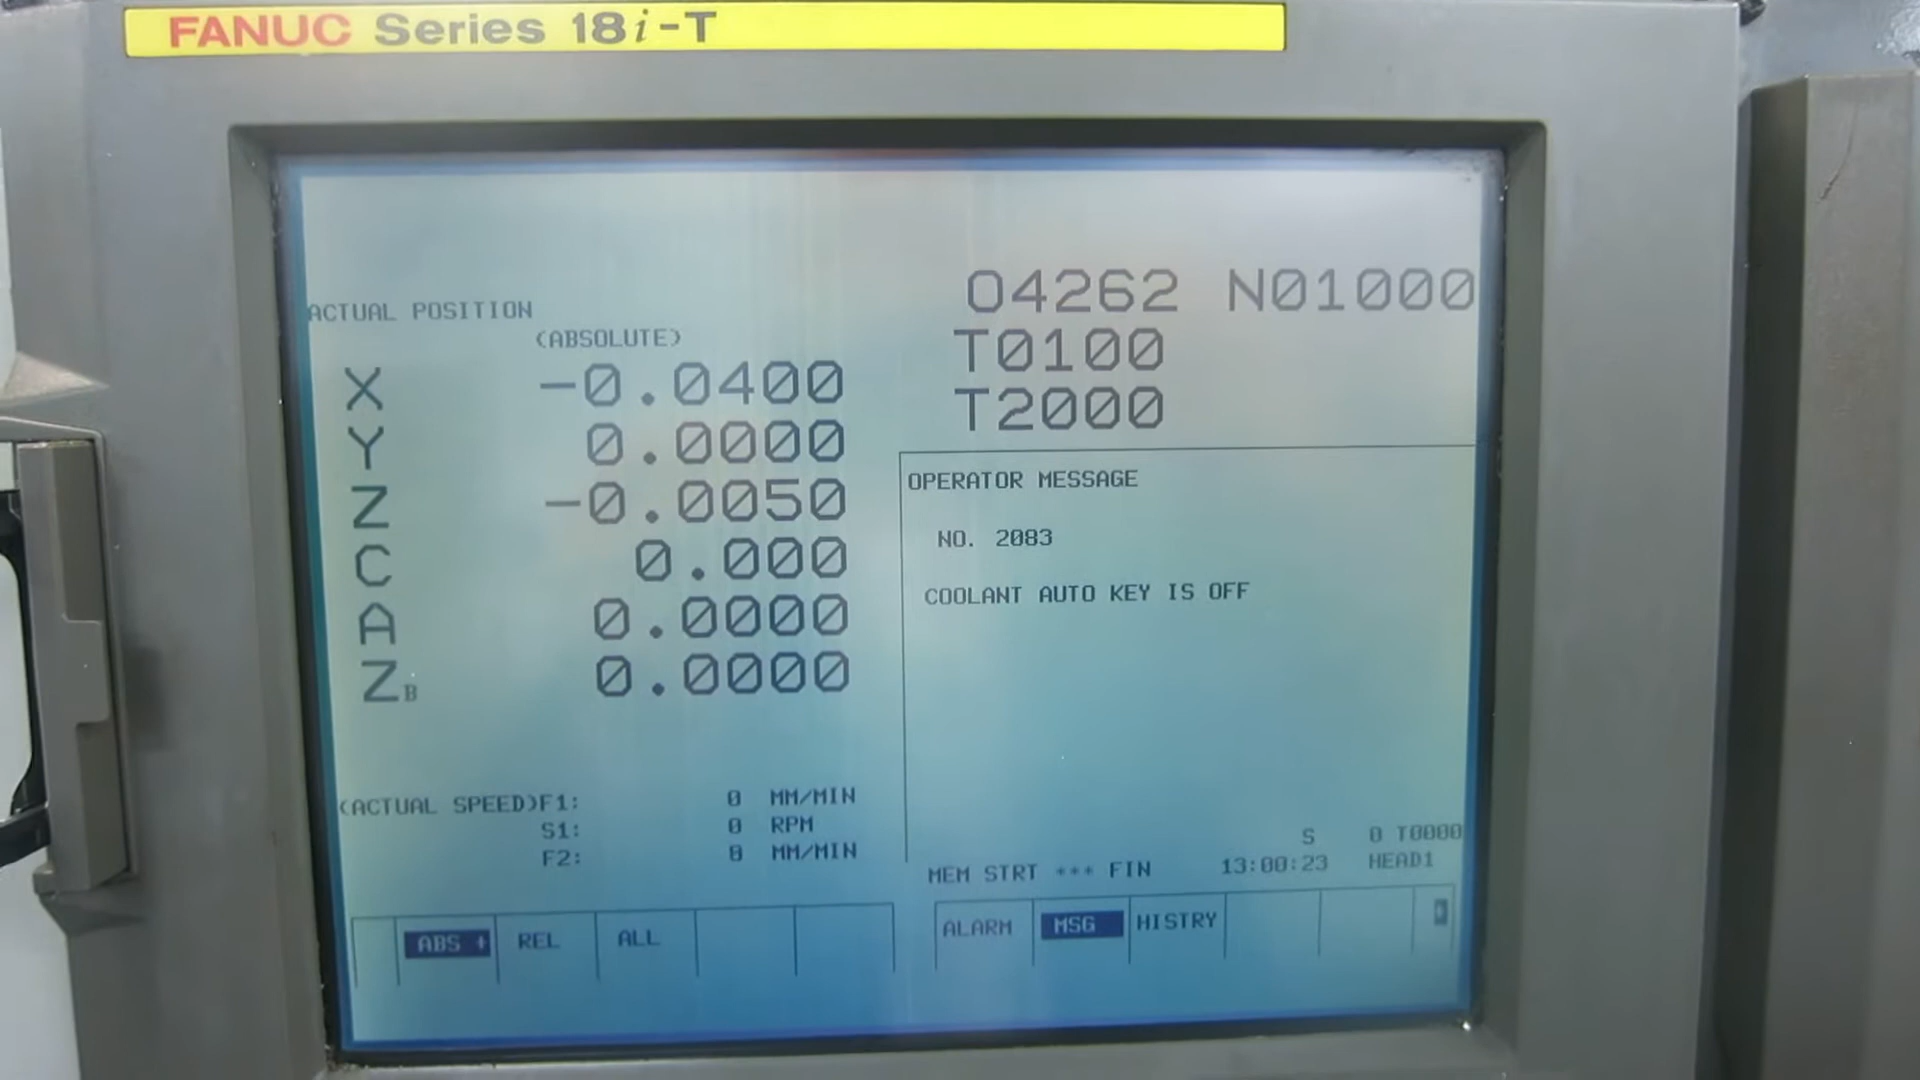 FANUC Series 18i-T
ACTUAL POSITION
(ABSOLUTE)
X -0.0400
Y 0.0000
Z -0.0050
C 0.000
A 0.0000
ZB 0.0000
(ACTUAL SPEED)F1: 0 MM/MIN
S1: 0 RPM
F2: 0 MM/MIN
ABS + REL ALL
O4262 N01000
T0100
T2000
OPERATOR MESSAGE
NO. 2083
COOLANT AUTO KEY IS OFF
S 0 T0000
MEM STRT *** FIN 13:00:23 HEAD1
ALARM MSG HISTRY